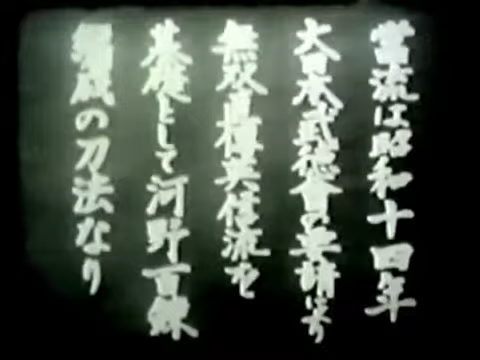 當流は昭和十四年
大日本武徳會の要請により
無双直傳英信流を
基礎として河野百錬
編成の刀法なり